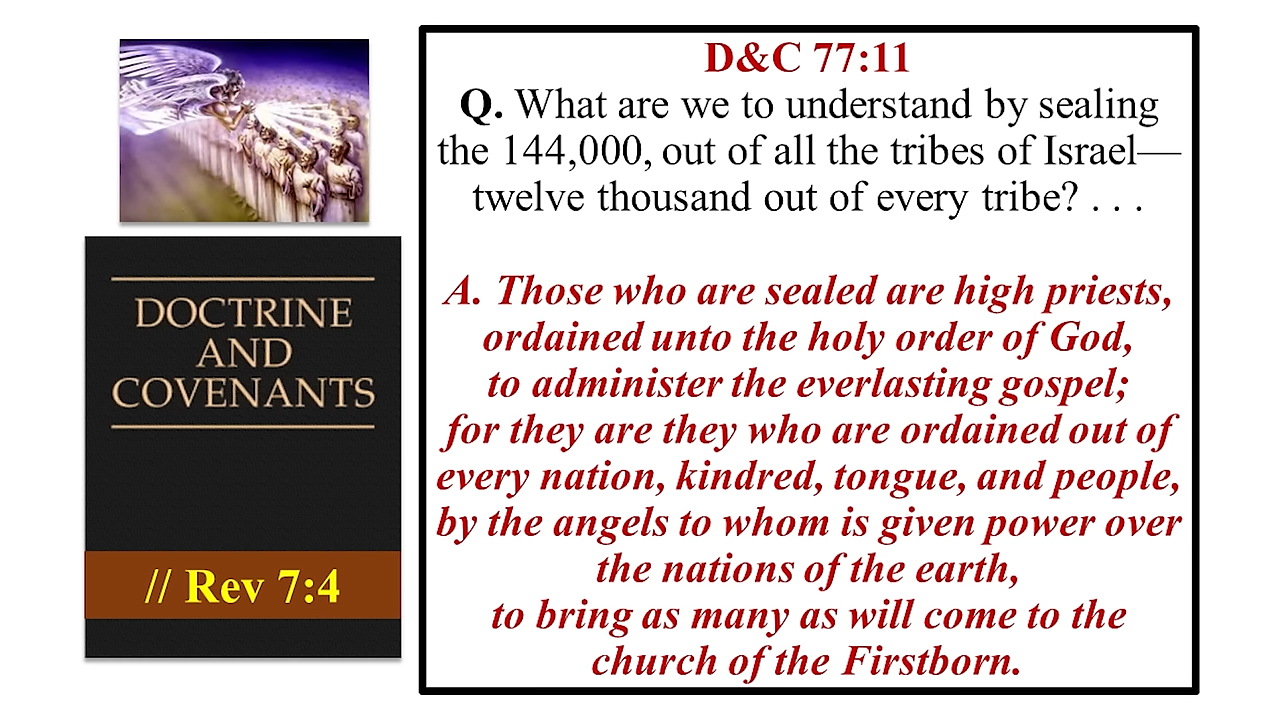 DOCTRINE
AND
COVENANTS
// Rev 7:4
D&C 77:11
Q. What are we to understand by sealing
the 144,000, out of all the tribes of Israel—
twelve thousand out of every tribe? . . .
A. Those who are sealed are high priests,
ordained unto the holy order of God,
to administer the everlasting gospel;
for they are they who are ordained out of
every nation, kindred, tongue, and people,
by the angels to whom is given power over
the nations of the earth,
to bring as many as will come to the
church of the Firstborn.